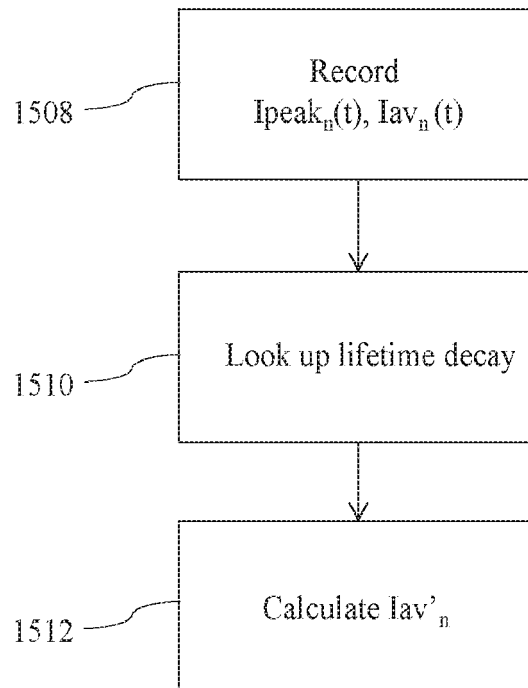 1508
Record
Ipeakₙ(t), Iavₙ(t)
1510
Look up lifetime decay
1512
Calculate Iav'ₙ